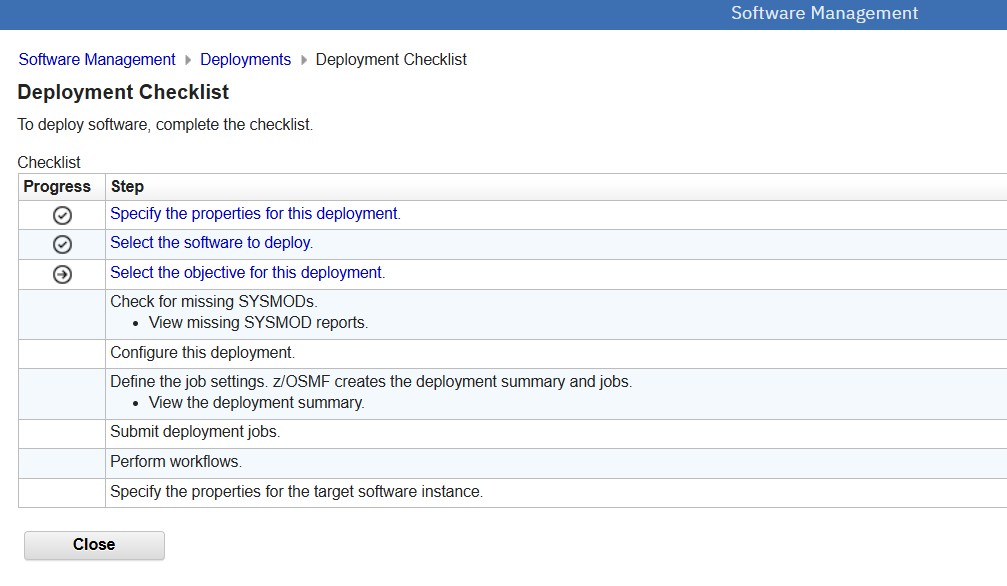 Software Management
Software Management Deployments Deployment Checklist
Deployment Checklist
To deploy software, complete the checklist.
Checklist
Progress Step
Specify the properties for this deployment.
Select the software to deploy.
Select the objective for this deployment.
Check for missing SYSMODs.
• View missing SYSMOD reports.
Configure this deployment.
Define the job settings. z/OSMF creates the deployment summary and jobs.
• View the deployment summary.
Submit deployment jobs.
Perform workflows.
Specify the properties for the target software instance.
Close